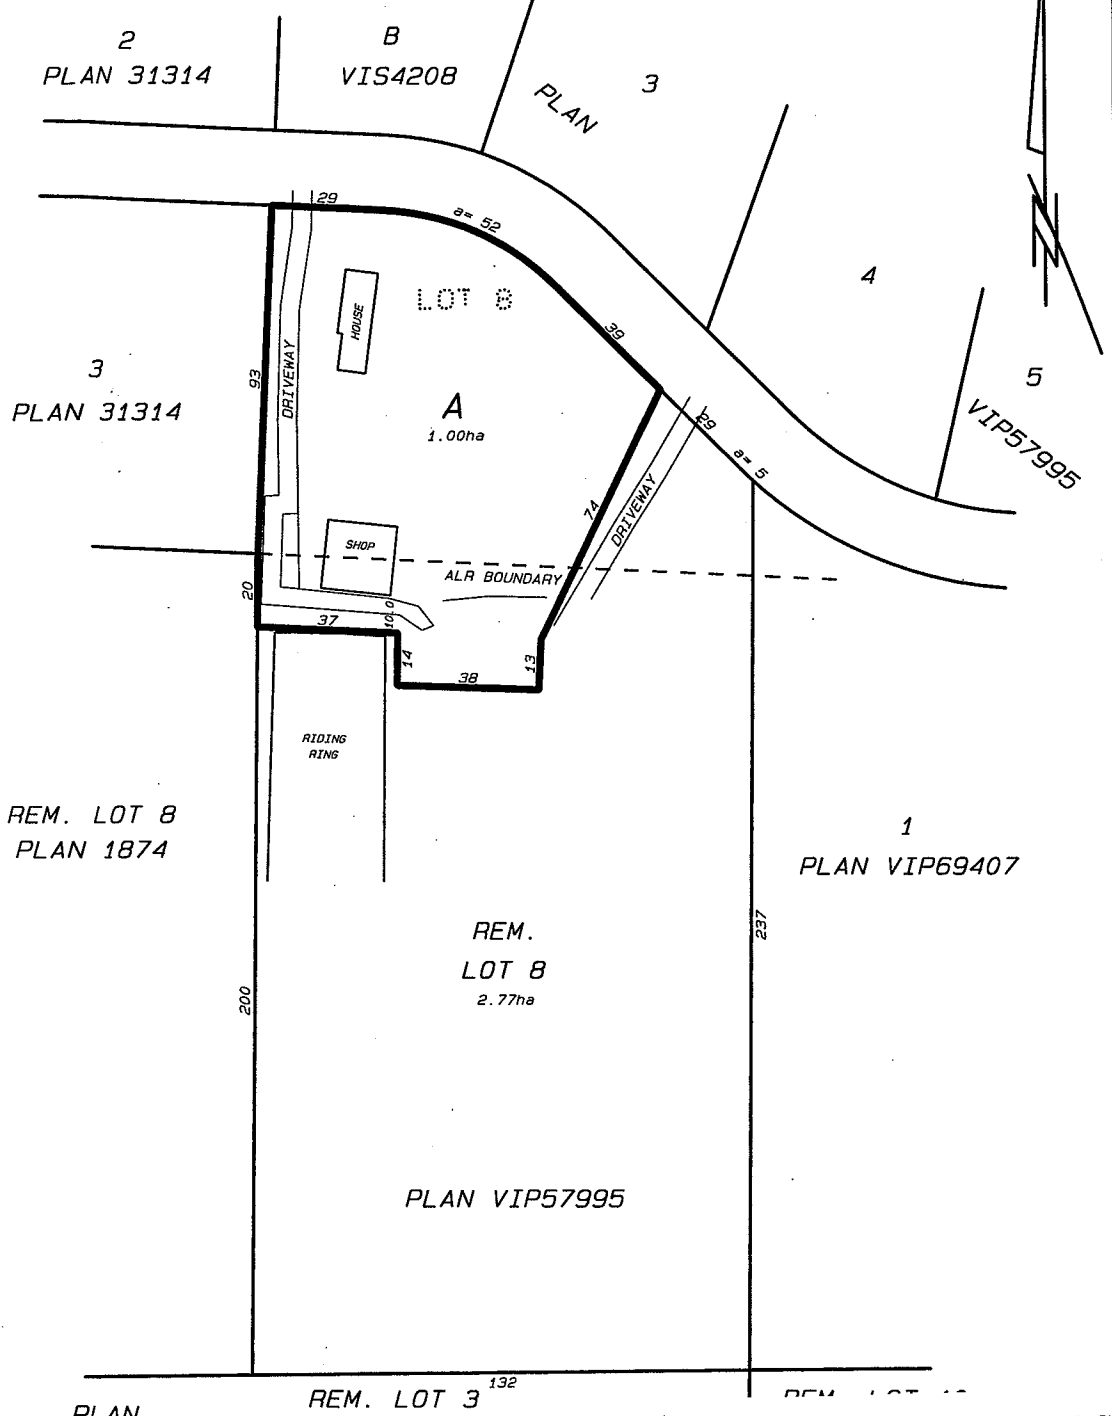 2
PLAN 31314
B
VIS4208
3
PLAN
N
29
a= 52
4
LOT 8
HOUSE
39
3
PLAN 31314
93
DRIVEWAY
A
1.00ha
5
VIP57995
29
a= 5
74
DRIVEWAY
SHOP
ALR BOUNDARY
20
37
10.0
14
13
38
RIDING
RING
REM. LOT 8
PLAN 1874
1
PLAN VIP69407
REM.
LOT 8
2.77ha
237
200
PLAN VIP57995
132
REM. LOT 3
PLAN